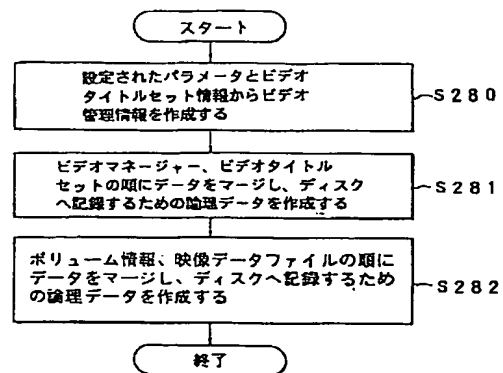 スタート
設定されたパラメータとビデオ
タイトルセット情報からビデオ
管理情報を作成する
S280
ビデオマネージャー、ビデオタイトル
セットの順にデータをマージし、ディスク
へ記録するための論理データを作成する
S281
ボリューム情報、映像データファイルの順に
データをマージし、ディスクへ記録するため
の論理データを作成する
S282
終了